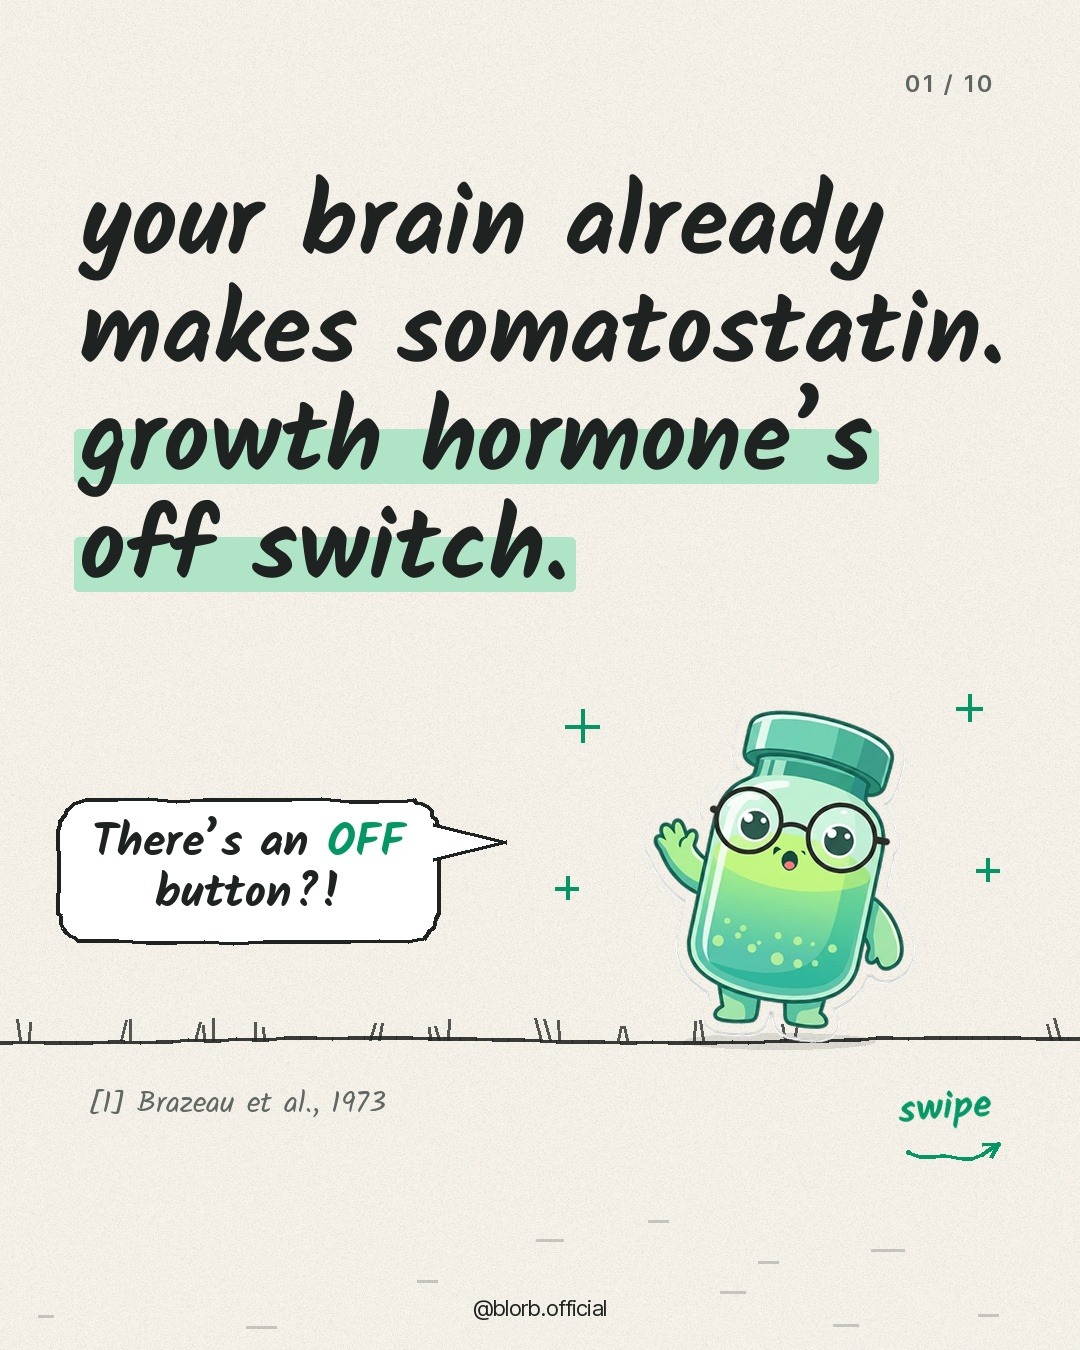 01 / 10
your brain already
makes somatostatin.
growth hormone’s
off switch.
There’s an OFF
button?!
[1] Brazeau et al., 1973
swipe
@blorb.official